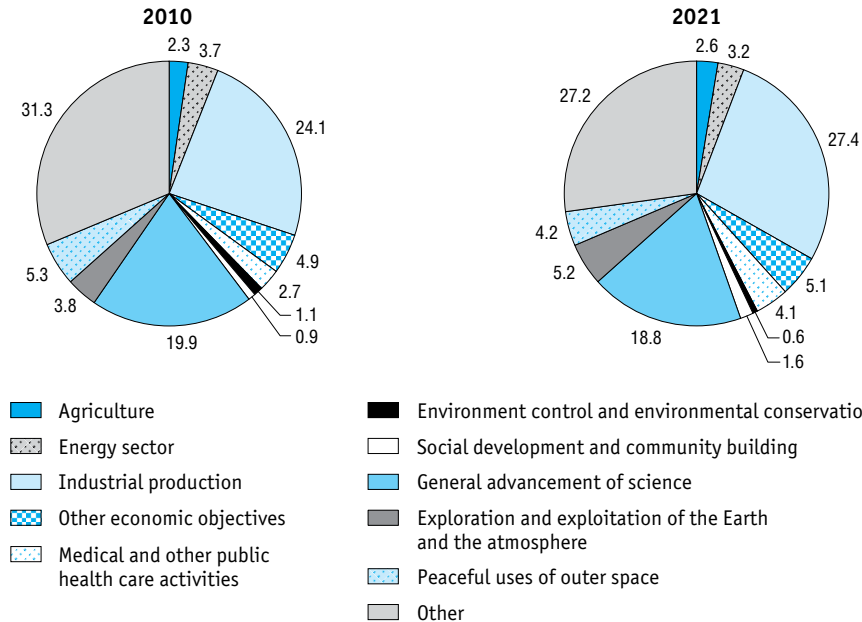 2010
2.3
3.7
24.1
4.9
2.7
1.1
0.9
19.9
3.8
5.3
31.3
2021
2.6
3.2
27.4
5.1
4.1
0.6
1.6
18.8
5.2
4.2
27.2
Agriculture
Energy sector
Industrial production
Other economic objectives
Medical and other public
health care activities
Environment control and environmental conservatio
Social development and community building
General advancement of science
Exploration and exploitation of the Earth
and the atmosphere
Peaceful uses of outer space
Other